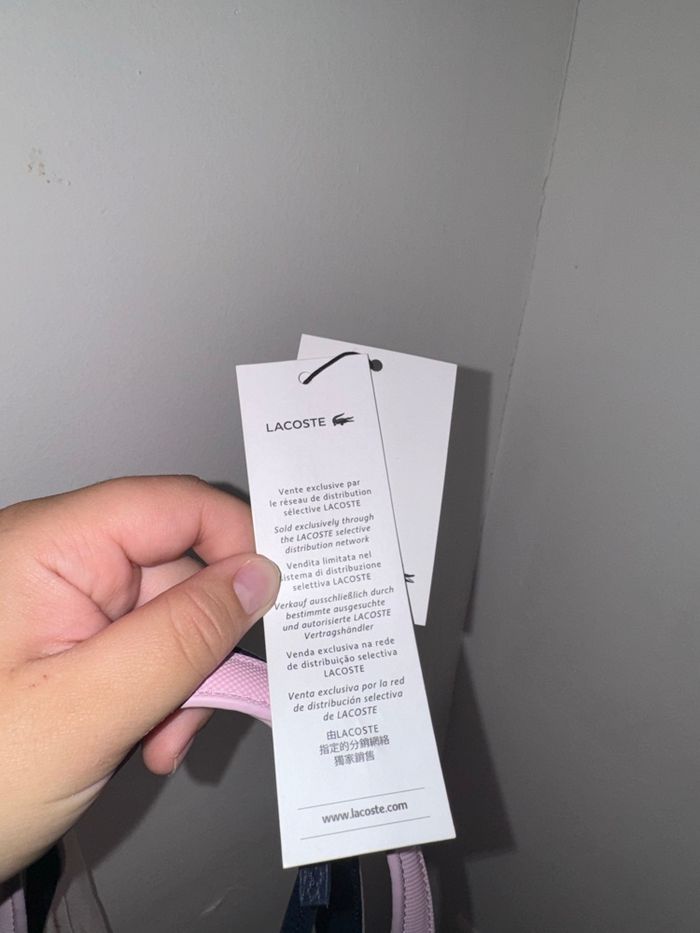 LACOSTE
Vente exclusive par
le réseau de distribution
sélective LACOSTE
Sold exclusively through
the LACOSTE selective
distribution network
Vendita limitata nel
sistema di distribuzione
selettiva LACOSTE
Verkauf ausschließlich durch
bestimmte ausgesuchte
und autorisierte LACOSTE
Vertragshändler
Venda exclusiva na rede
de distribuição selectiva
LACOSTE
Venta exclusiva por la red
de distribución selectiva
de LACOSTE
由LACOSTE
指定的分銷網絡
獨家銷售
www.lacoste.com